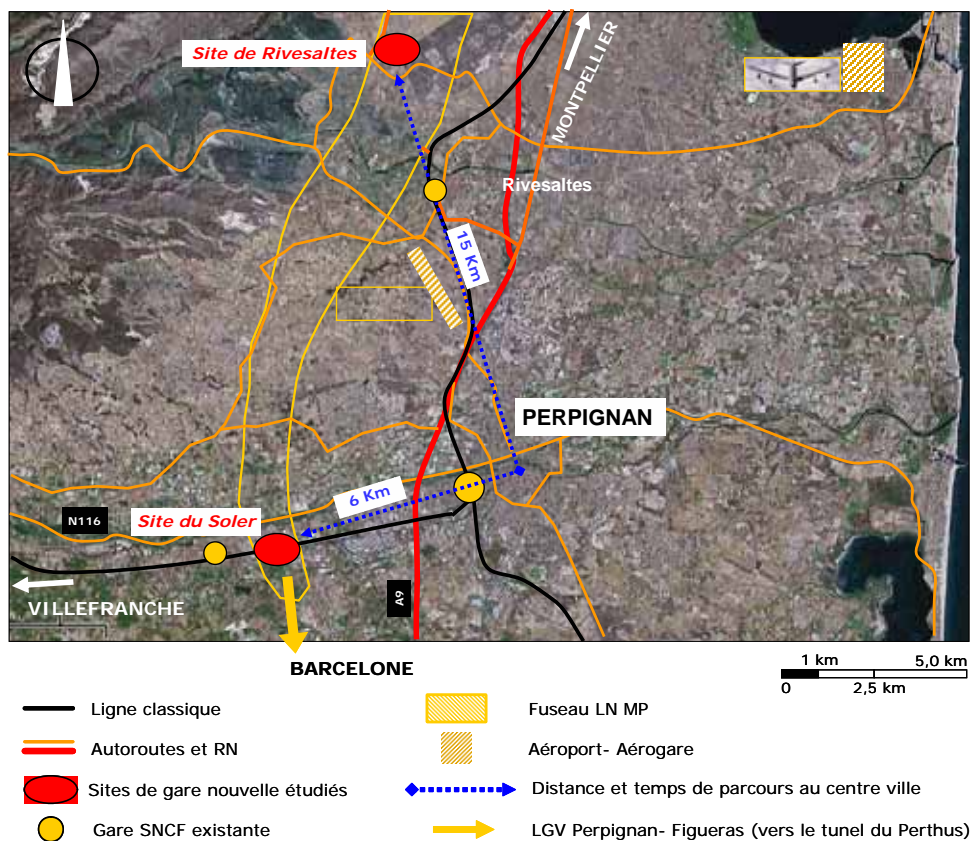 Site de Rivesaltes
MONTPELLIER
Rivesaltes
15 Km
PERPIGNAN
6 Km
N116
Site du Soler
A9
VILLEFRANCHE
BARCELONE
1 km 5,0 km
0 2,5 km
Ligne classique
Fuseau LN MP
Autoroutes et RN
Aéroport- Aérogare
Sites de gare nouvelle étudiés
Distance et temps de parcours au centre ville
Gare SNCF existante
LGV Perpignan- Figueras (vers le tunel du Perthus)